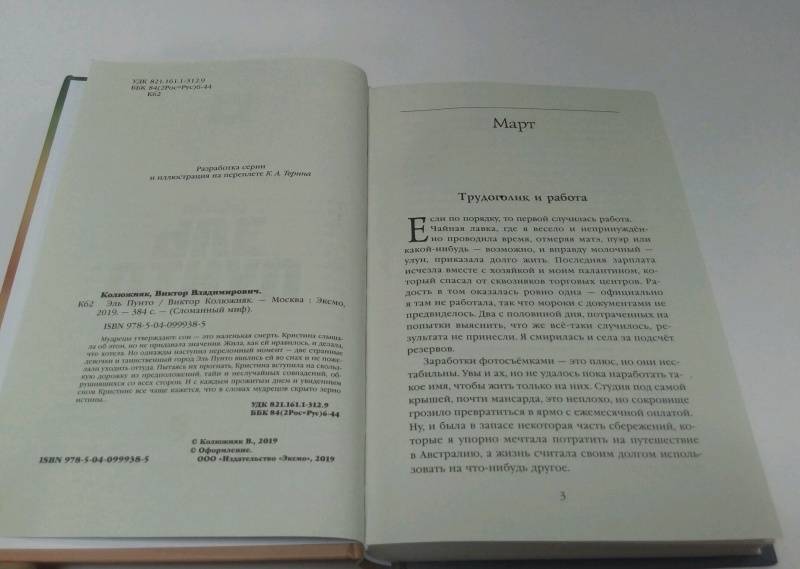 УДК 821.161.1-312.9
ББК 84(2Рос=Рус)6-44
К62
Разработка серии
и иллюстрация на переплете К. А. Терина
Колюжняк, Виктор Владимирович.
К62 Эль Пунто / Виктор Колюжняк. — Москва : Эксмо,
2019. — 384 с. — (Сломанный миф).
ISBN 978-5-04-099938-5
Мудрецы утверждают: сон — это маленькая смерть. Кристина слыша-
ла об этом, но не придавала значения. Жила, как ей нравилось, и делала,
что хотела. Но однажды наступил переломный момент — две странные
девочки и таинственный город Эль Пунто явились ей во снах и не поже-
лали уходить оттуда. Пытаясь их прогнать, Кристина вступила на сколь-
кую дорожку из предположений, тайн и неслучайных совпадений, об-
рушившихся со всех сторон. И с каждым прожитым днем и увиденным
сном Кристине все чаще кажется, что в словах мудрецов скрыто зерно
истины..
УДК 821.161.1-312.9
ББК 84(2Рос=Рус)6-44
© Колюжняк В., 2019
© Оформление.
ISBN 978-5-04-099938-5 ООО «Издательство «Эксмо», 2019
Март
Трудоголик и работа
Если по порядку, то первой случилась работа.
Чайная лавка, где я весело и непринуждён-
но проводила время, отмеряя матэ, пуэр или
какой-нибудь — возможно, и вправду молочный —
улун, приказала долго жить. Последняя зарплата
исчезла вместе с хозяйкой и моим палантином, ко-
торый спасал от сквозняков торговых центров. Ра-
дость в том оказалась ровно одна — официально
я там не работала, так что мороки с документами не
предвиделось. Два с половиной дня, потраченных на
попытки выяснить, что же всё-таки случилось, ре-
зультата не принесли. Я смирилась и села за подсчёт
резервов.
Заработки фотосъёмками — это плюс, но они нес-
табильны. Увы и ах, но не удалось пока наработать та-
кое имя, чтобы жить только на них. Студия под самой
крышей, почти мансарда, это неплохо, но сокровище
грозило превратиться в ярмо с ежемесячной оплатой.
Ну, и была в запасе некоторая часть сбережений, кото-
рые я упорно мечтала потратить на путешествие
в Австралию, а жизнь считала своим долгом исполь-
зовать на что-нибудь другое.
3